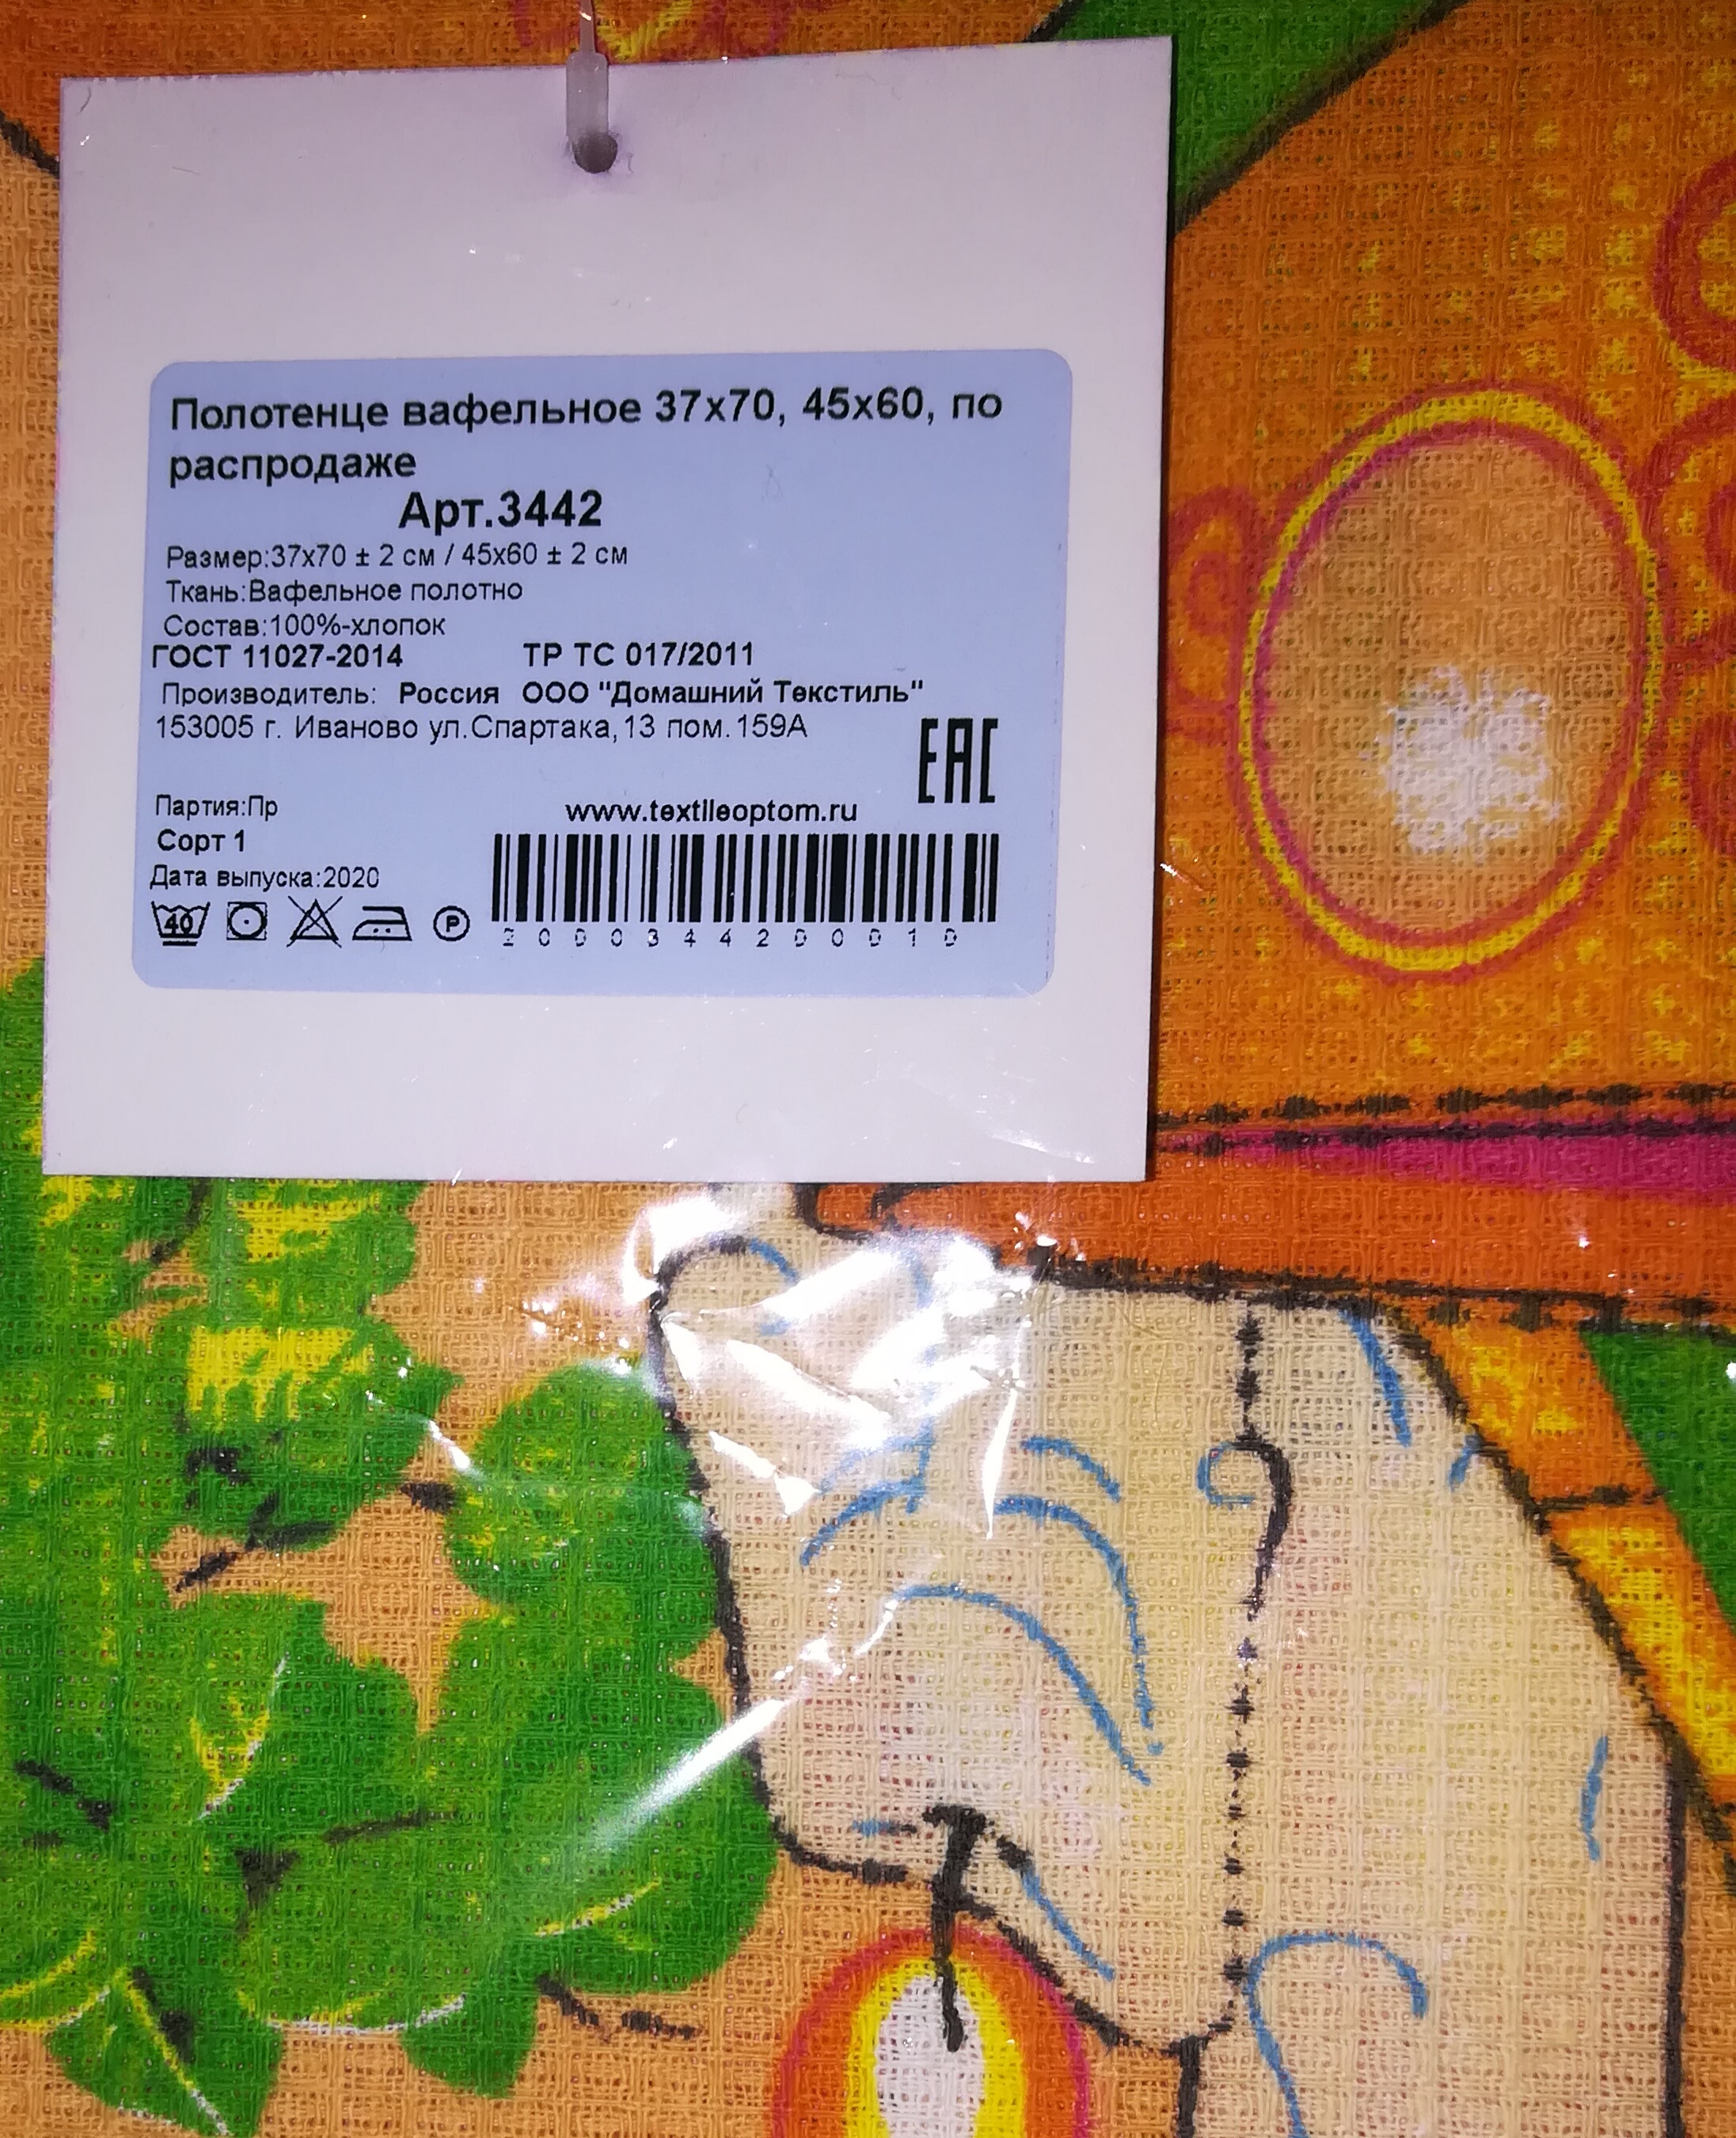 Полотенце вафельное 37х70, 45х60, по
распродаже
Арт.3442
Размер:37х70 ± 2 см / 45х60 ± 2 см
Ткань:Вафельное полотно
Состав:100%-хлопок
ГОСТ 11027-2014 ТР ТС 017/2011
Производитель: Россия ООО "Домашний Текстиль"
153005 г. Иваново ул.Спартака,13 пом.159А
EAC
Партия:Пр
www.textileoptom.ru
Сорт 1
Дата выпуска:2020
40 P
2000344200010